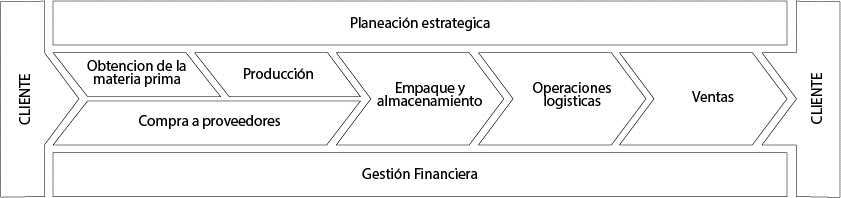 Planeación estrategica
CLIENTE
Obtencion de la
materia prima
Producción
Compra a proveedores
Empaque y
almacenamiento
Operaciones
logisticas
Ventas
CLIENTE
Gestión Financiera